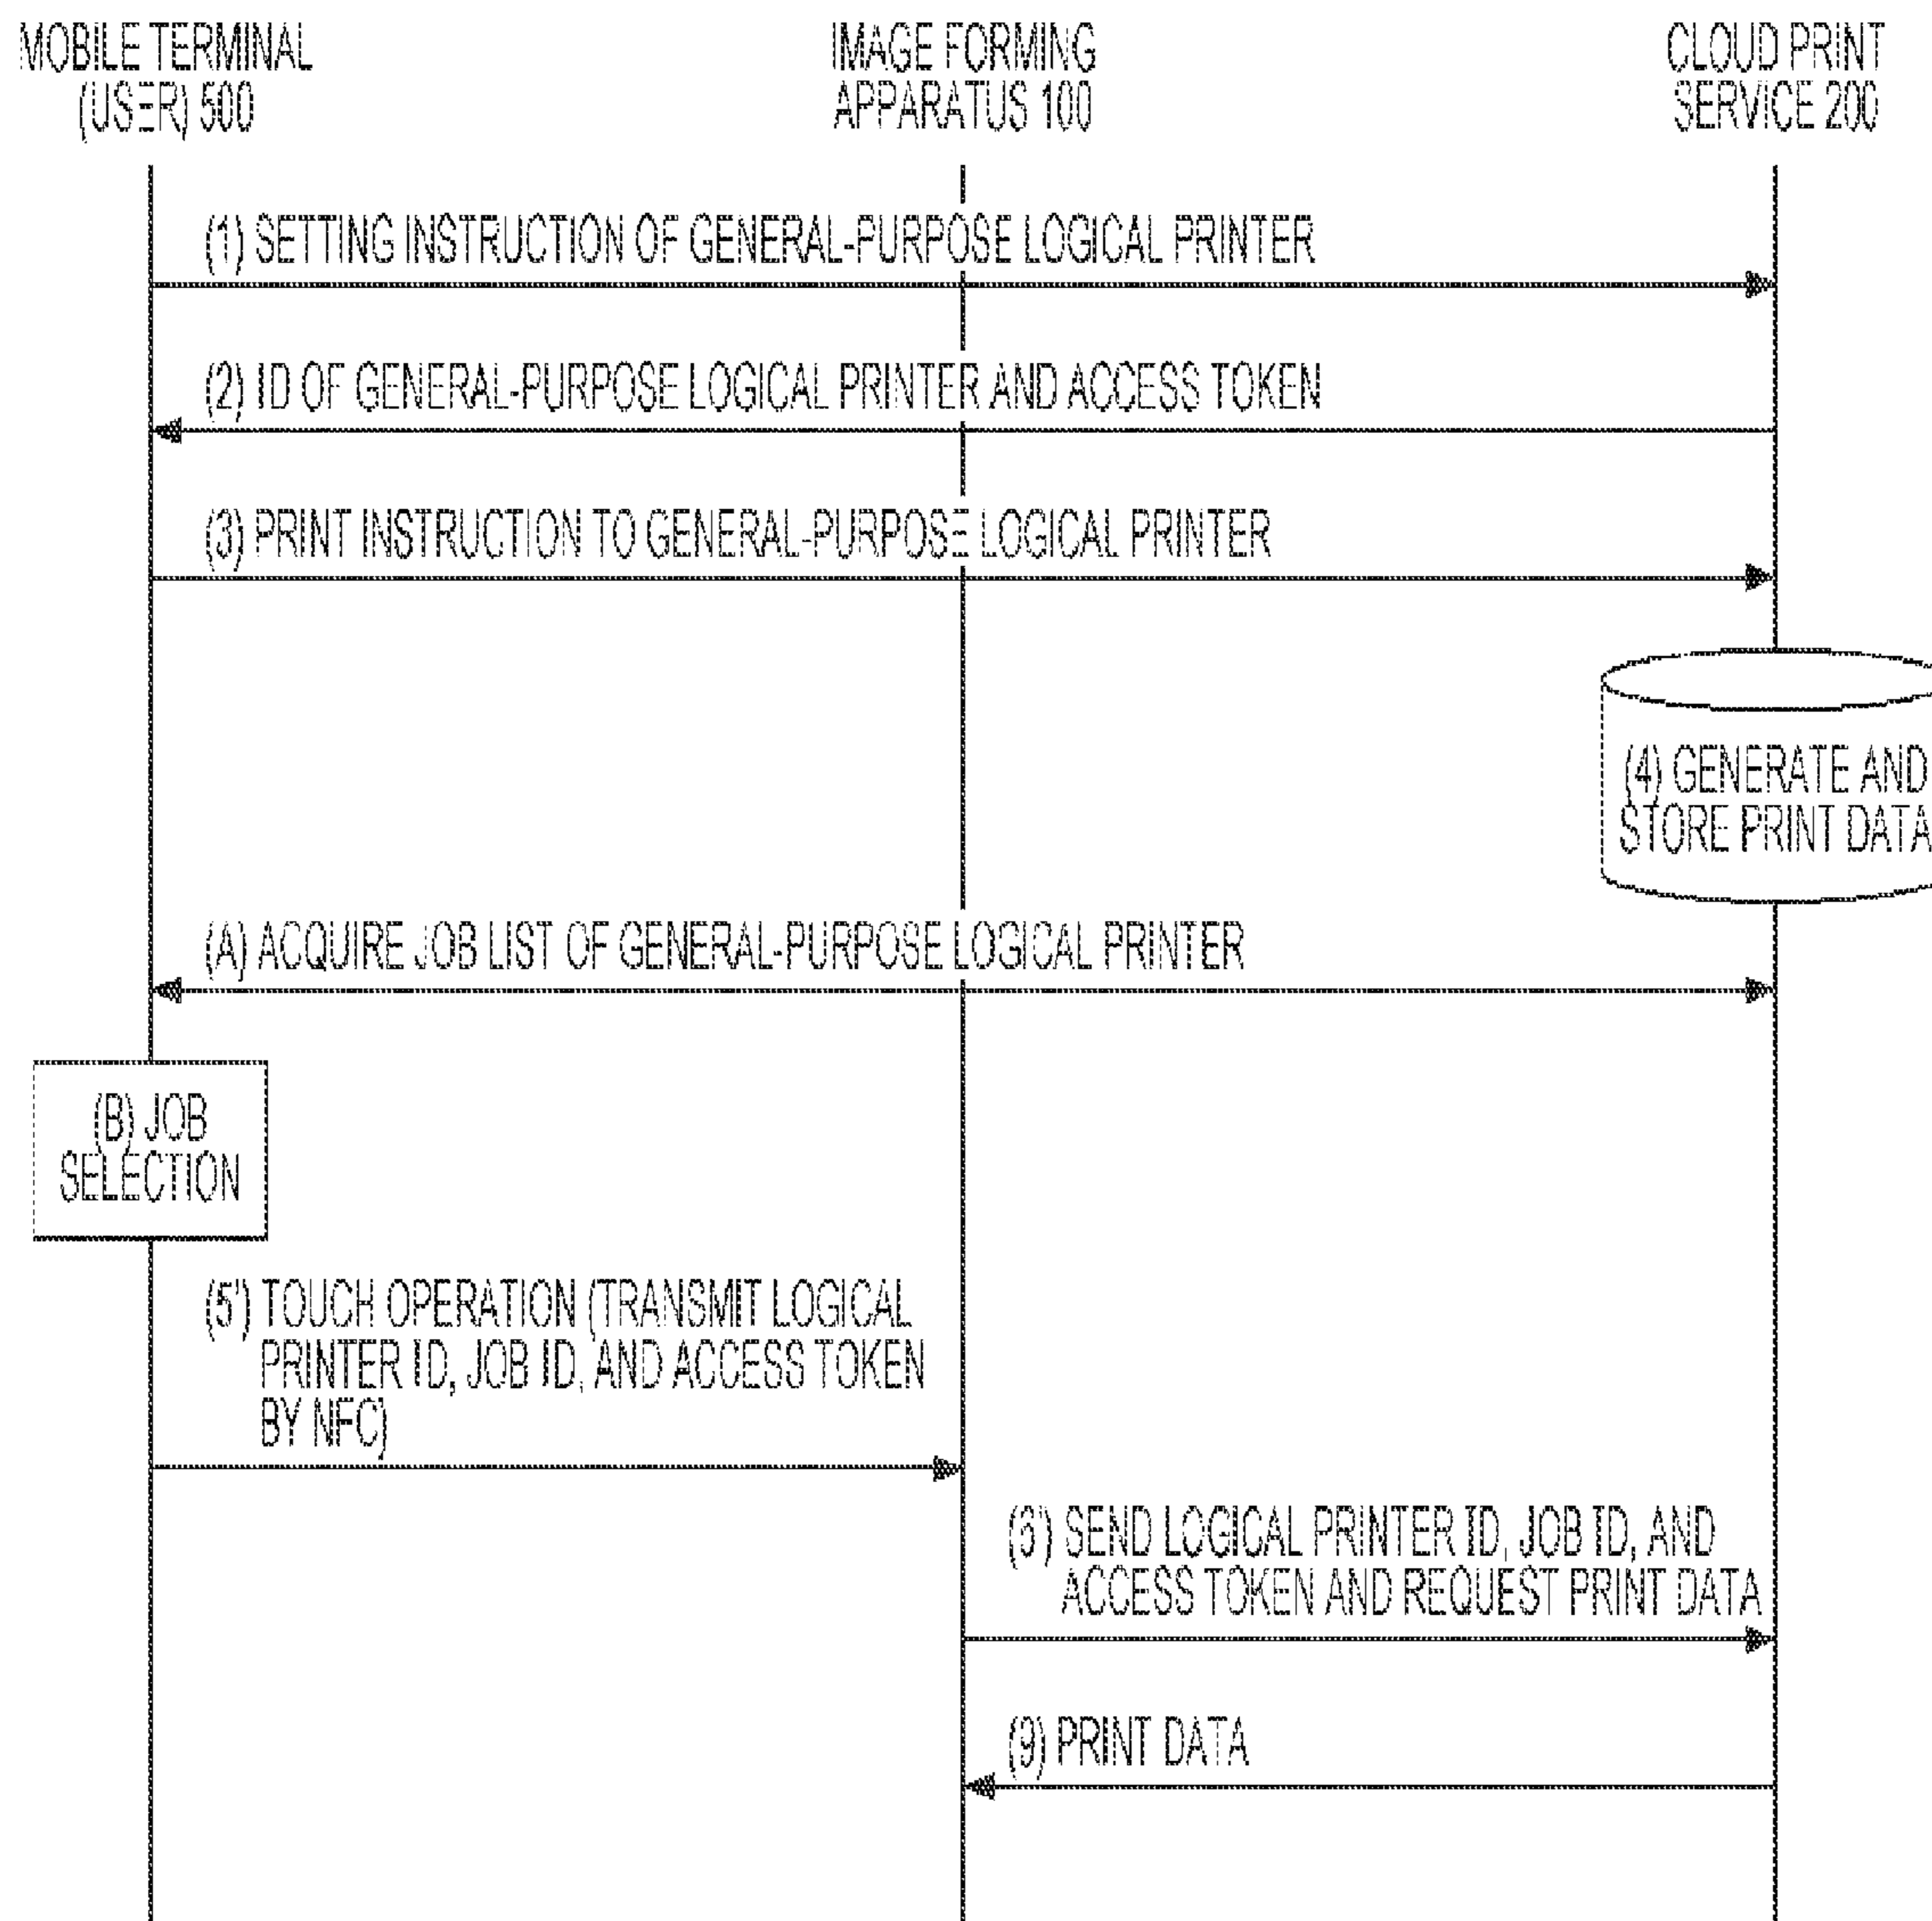 MOBILE TERMINAL
(USER) 500
IMAGE FORMING
APPARATUS 100
CLOUD PRINT
SERVICE 200
(1) SETTING INSTRUCTION OF GENERAL-PURPOSE LOGICAL PRINTER
(2) ID OF GENERAL-PURPOSE LOGICAL PRINTER AND ACCESS TOKEN
(3) PRINT INSTRUCTION TO GENERAL-PURPOSE LOGICAL PRINTER
(4) GENERATE AND
STORE PRINT DATA
(A) ACQUIRE JOB LIST OF GENERAL-PURPOSE LOGICAL PRINTER
(B) JOB
SELECTION
(5') TOUCH OPERATION (TRANSMIT LOGICAL
PRINTER ID, JOB ID, AND ACCESS TOKEN
BY NFC)
(6') SEND LOGICAL PRINTER ID, JOB ID, AND
ACCESS TOKEN AND REQUEST PRINT DATA
(9) PRINT DATA